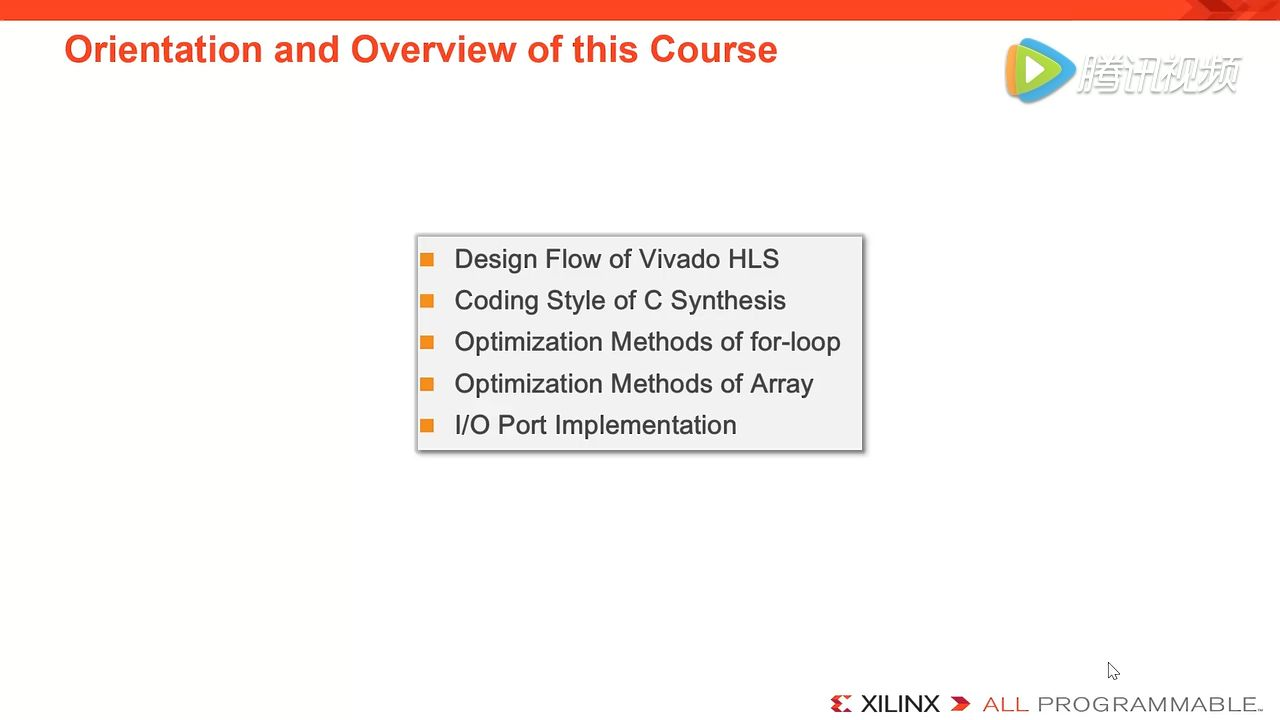 Orientation and Overview of this Course
腾讯视频
Design Flow of Vivado HLS
Coding Style of C Synthesis
Optimization Methods of for-loop
Optimization Methods of Array
I/O Port Implementation
XILINX ALL PROGRAMMABLE™